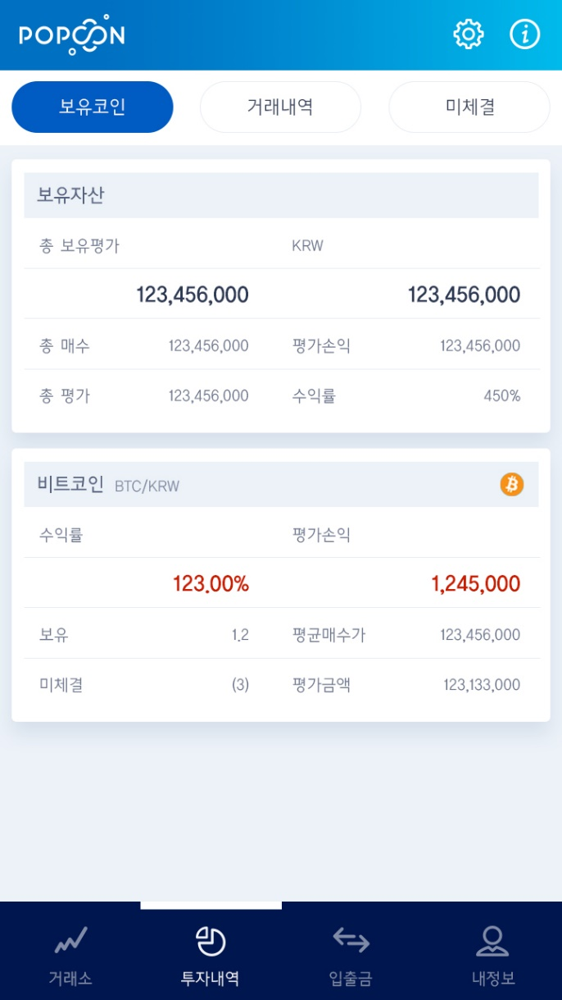 POPCOON
보유코인 거래내역 미체결
보유자산
총 보유평가 KRW
123,456,000 123,456,000
총 매수 123,456,000 평가손익 123,456,000
총 평가 123,456,000 수익률 450%
비트코인 BTC/KRW
수익률 평가손익
123.00% 1,245,000
보유 1.2 평균매수가 123,456,000
미체결 (3) 평가금액 123,133,000
거래소 투자내역 입출금 내정보